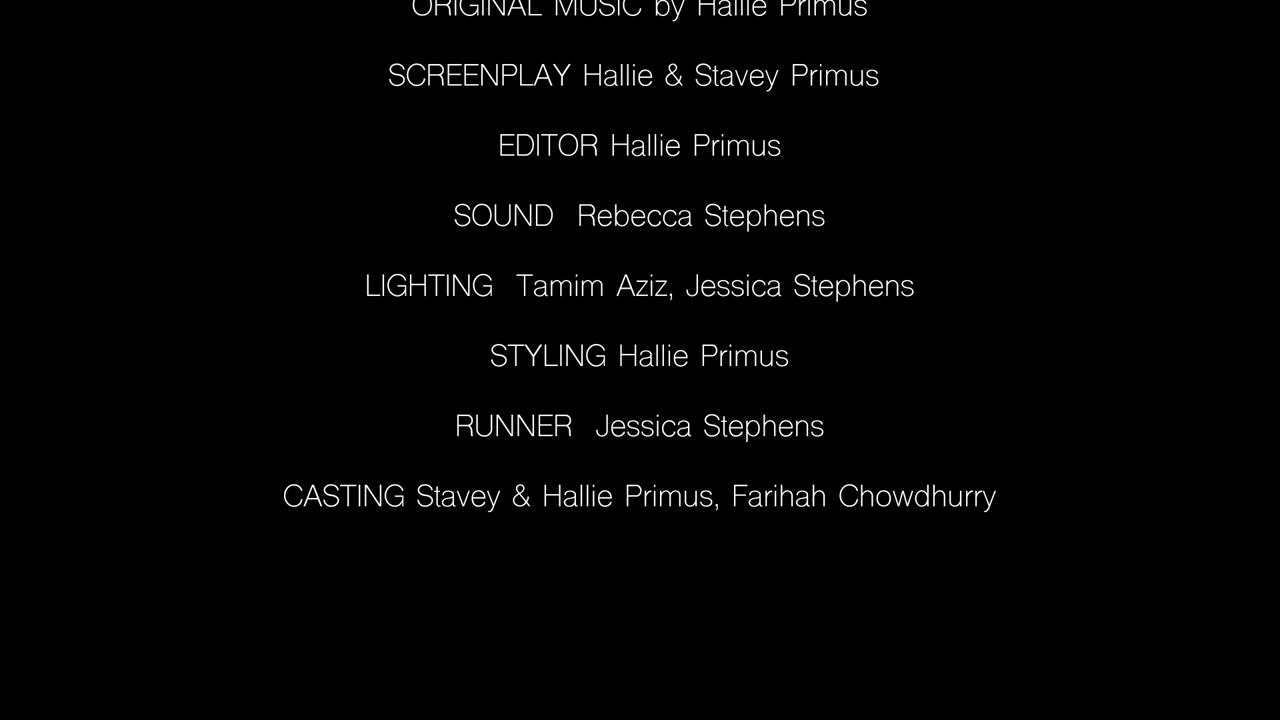 ORIGINAL MUSIC by Hallie Primus
SCREENPLAY Hallie & Stavey Primus
EDITOR Hallie Primus
SOUND  Rebecca Stephens
LIGHTING  Tamim Aziz, Jessica Stephens
STYLING Hallie Primus
RUNNER  Jessica Stephens
CASTING Stavey & Hallie Primus, Farihah Chowdhurry